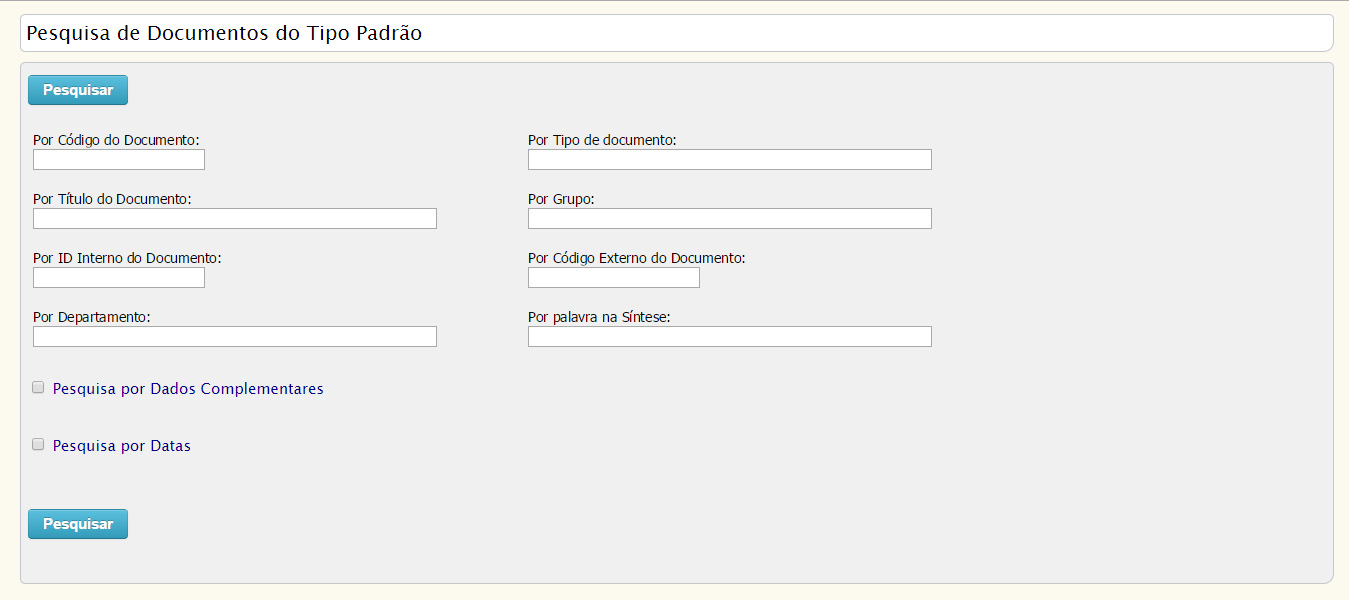 Pesquisa de Documentos do Tipo Padrão
Pesquisar
Por Código do Documento:
Por Tipo de documento:
Por Título do Documento:
Por Grupo:
Por ID Interno do Documento:
Por Código Externo do Documento:
Por Departamento:
Por palavra na Síntese:
Pesquisa por Dados Complementares
Pesquisa por Datas
Pesquisar